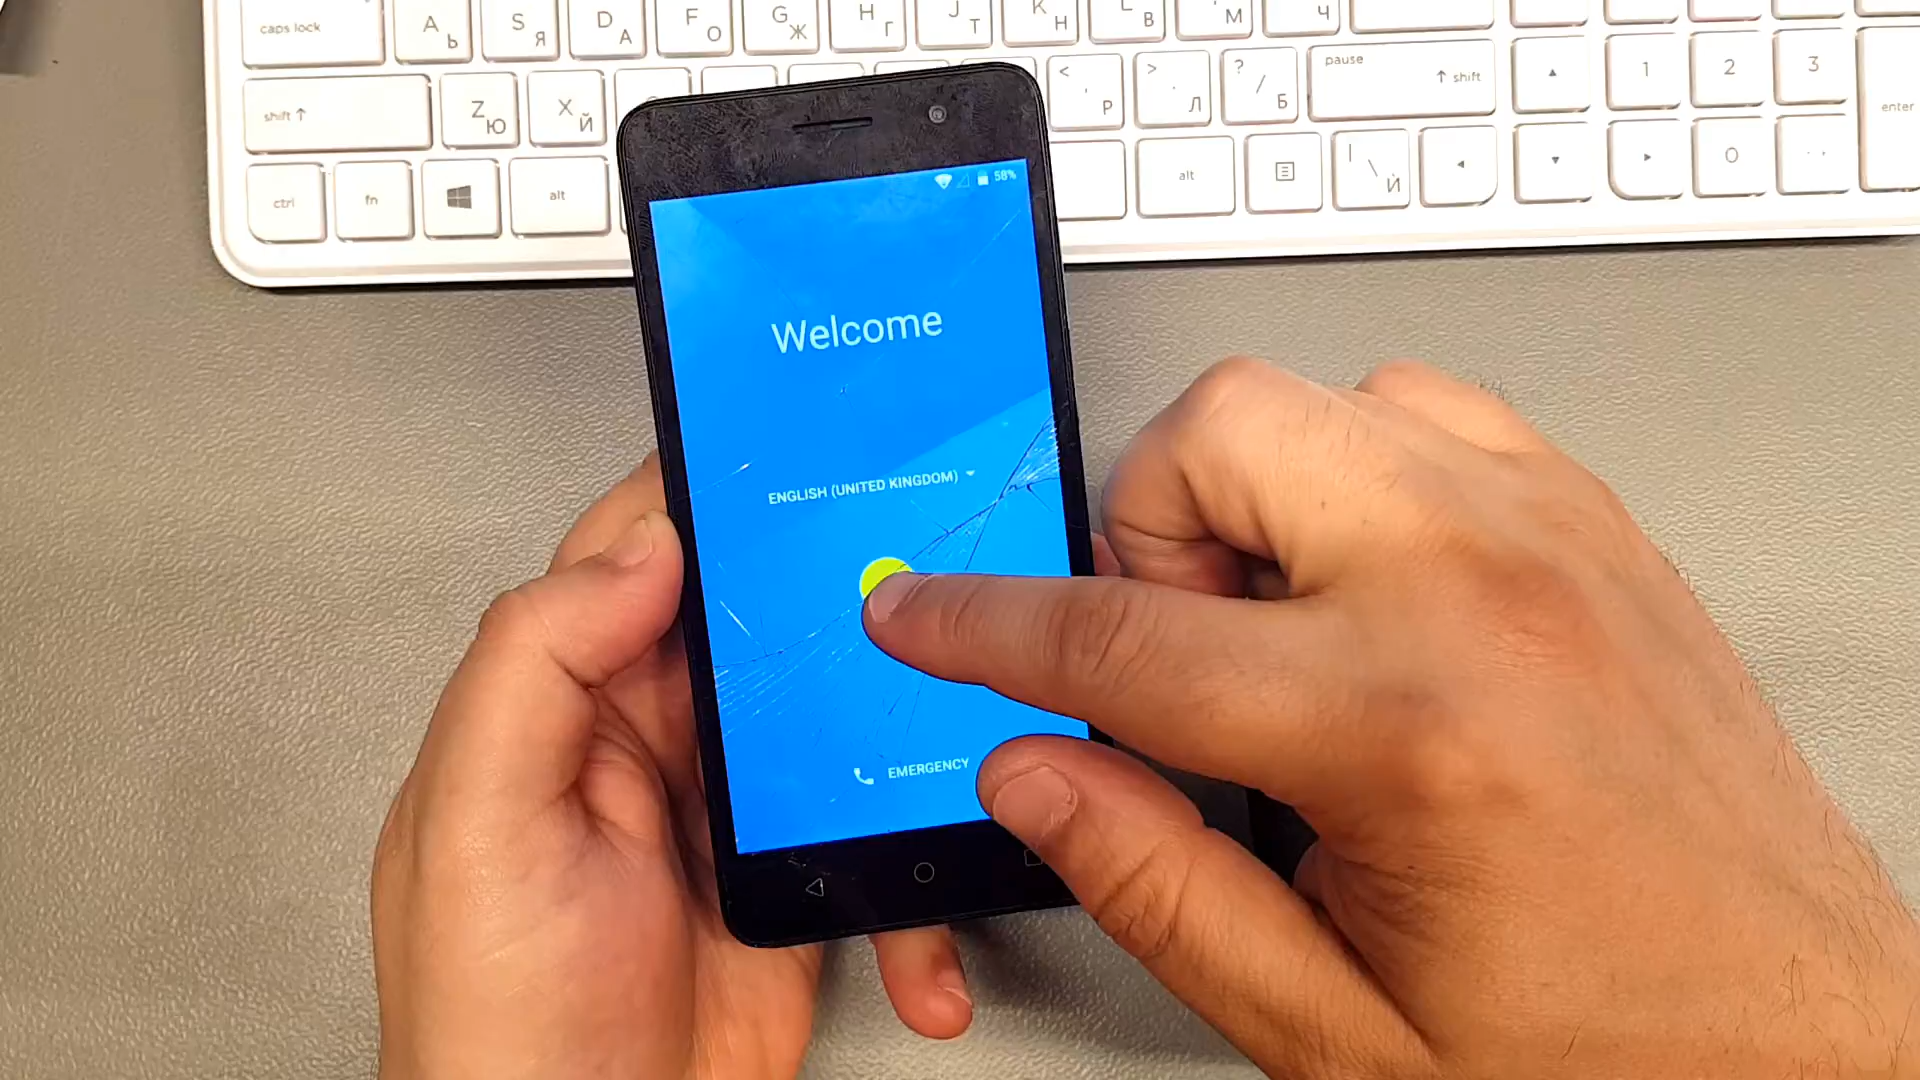 caps lock A Ь S Я D А F О G Ж H Г J Т K Н L В ' М Ч
shift ↑ Z Ю X Й < , Р > . Л ? / Б pause ↑ shift ▲ 1 2 3 enter
ctrl fn alt alt | \ Ѝ ◄ ▼ ► 0
58%
Welcome
ENGLISH (UNITED KINGDOM)
EMERGENCY